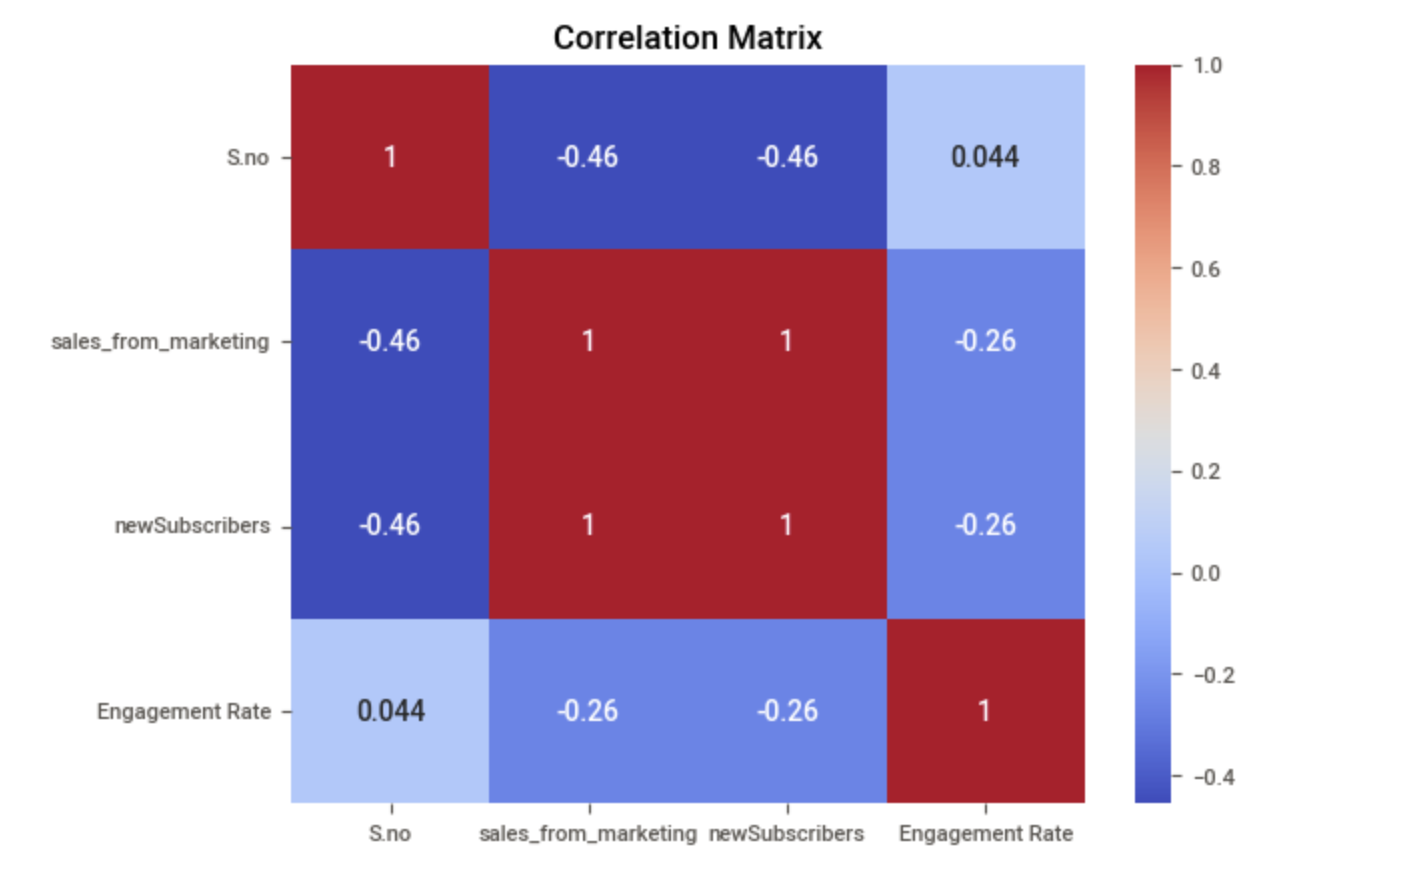 Correlation Matrix
S.no 1 -0.46 -0.46 0.044
sales_from_marketing -0.46 1 1 -0.26
newSubscribers -0.46 1 1 -0.26
Engagement Rate 0.044 -0.26 -0.26 1
S.no sales_from_marketing newSubscribers Engagement Rate
1.0
0.8
0.6
0.4
0.2
0.0
−0.2
−0.4